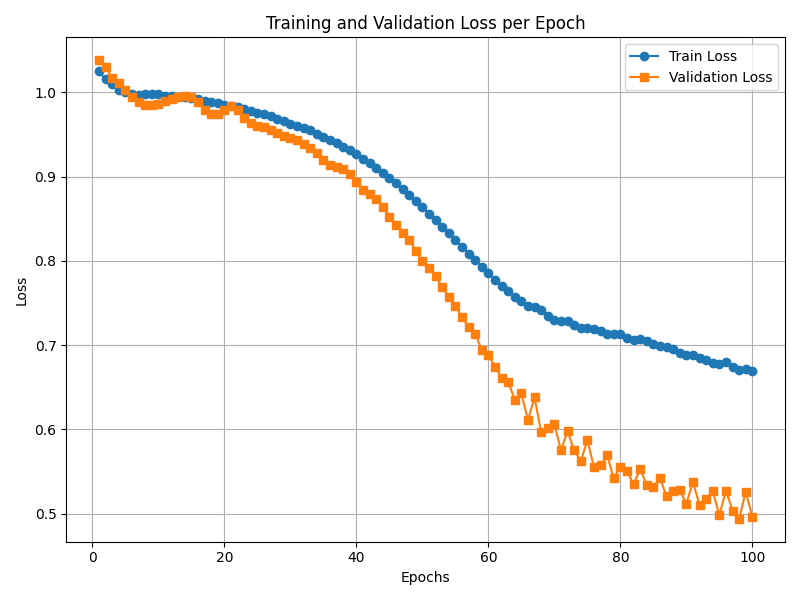 Training and Validation Loss per Epoch
Train Loss
Validation Loss
Loss
1.0
0.9
0.8
0.7
0.6
0.5
0 20 40 60 80 100
Epochs